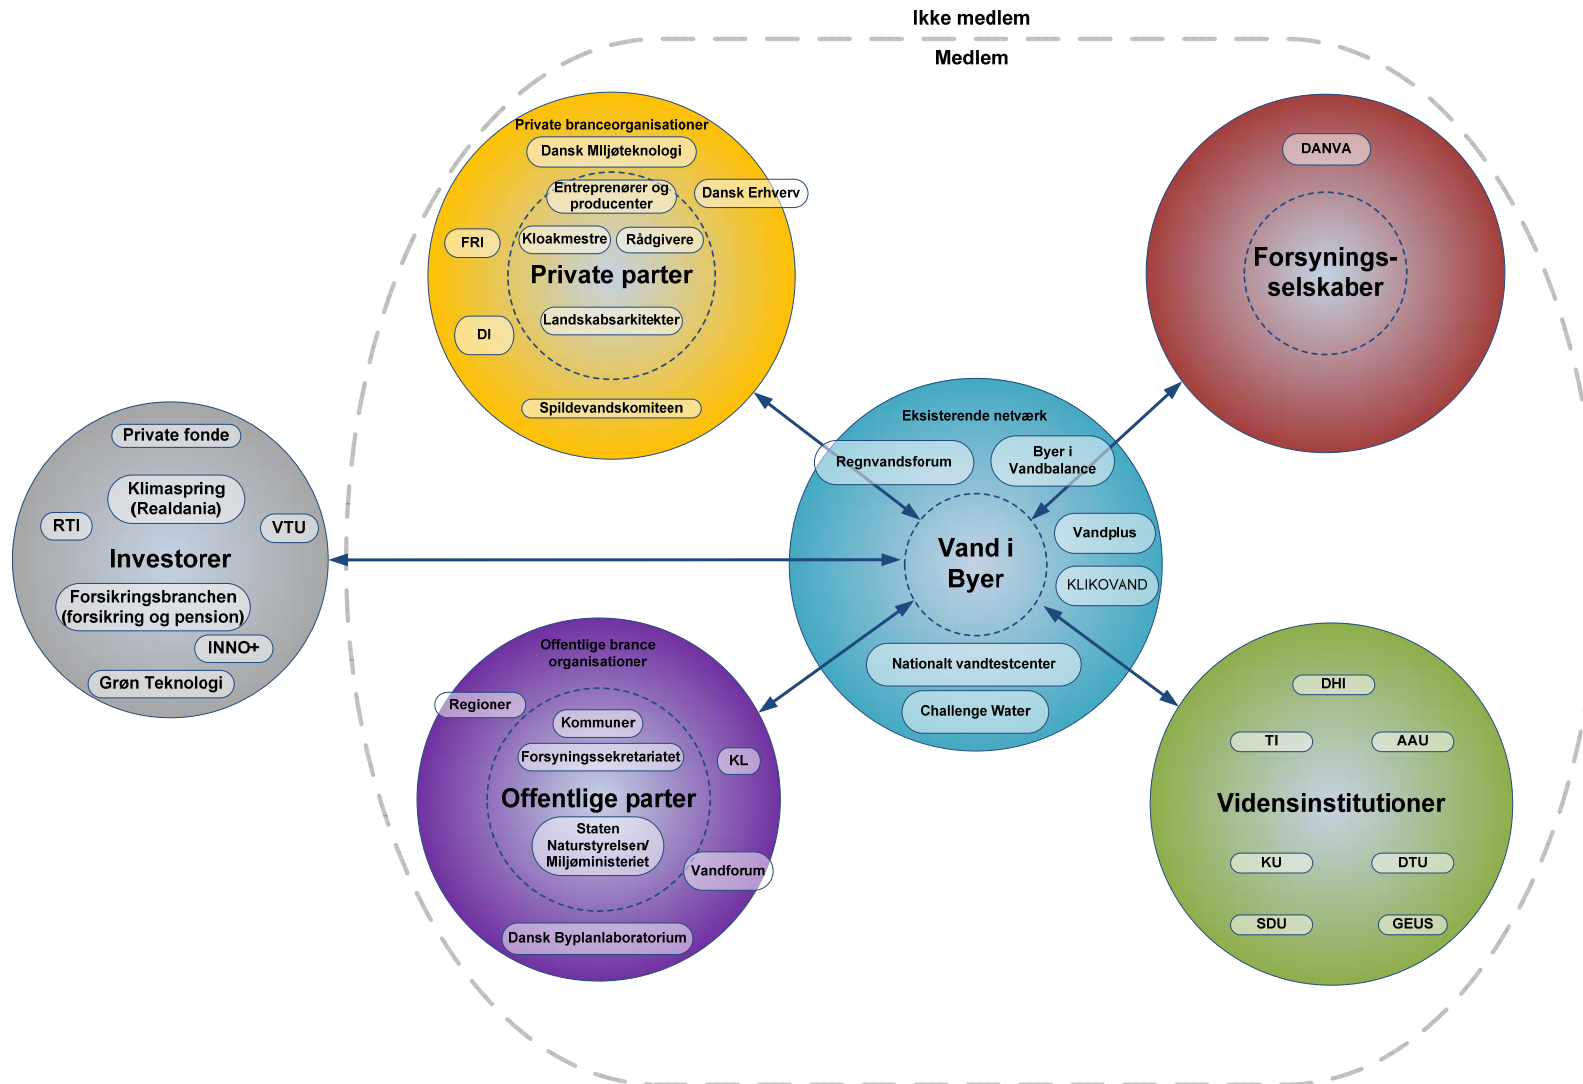 Ikke medlem
Medlem
Private branceorganisationer
Dansk MIljøteknologi
Entreprenører og
producenter
Dansk Erhverv
FRI
Kloakmestre
Rådgivere
Private parter
Landskabsarkitekter
DI
Spildevandskomiteen
DANVA
Forsynings-
selskaber
Private fonde
Klimaspring
(Realdania)
RTI
VTU
Investorer
Forsikringsbranchen
(forsikring og pension)
INNO+
Grøn Teknologi
Eksisterende netværk
Regnvandsforum
Byer i
Vandbalance
Vandplus
Vand i
Byer
KLIKOVAND
Nationalt vandtestcenter
Challenge Water
Offentlige brance
organisationer
Regioner
Kommuner
Forsyningssekretariatet
KL
Offentlige parter
Staten
Naturstyrelsen/
Miljøministeriet
Vandforum
Dansk Byplanlaboratorium
DHI
TI
AAU
Vidensinstitutioner
KU
DTU
SDU
GEUS